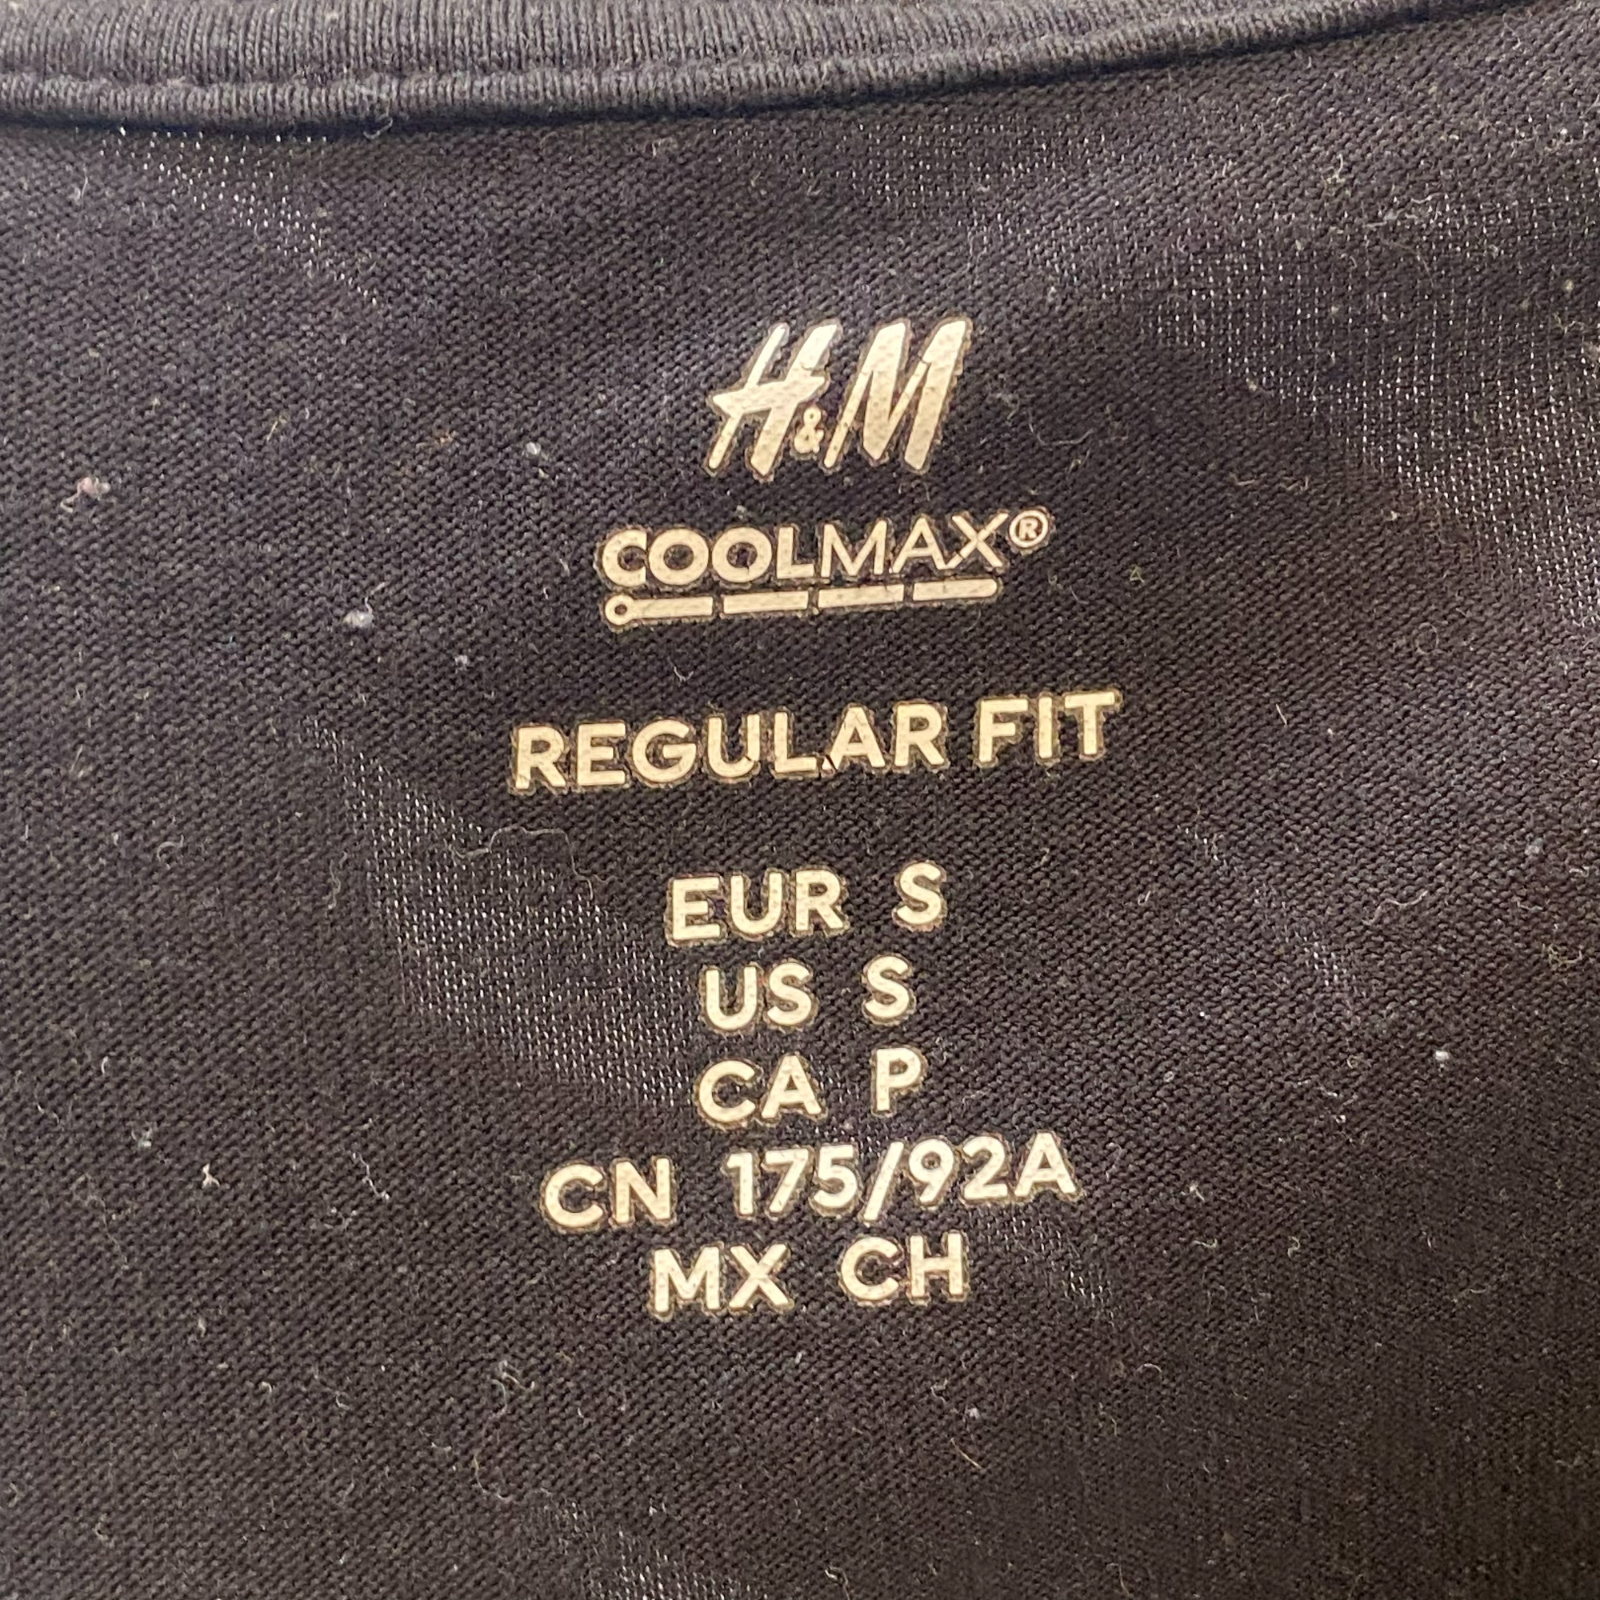 H&M
COOLMAX®
REGULAR FIT
EUR S
US S
CA P
CN 175/92A
MX CH